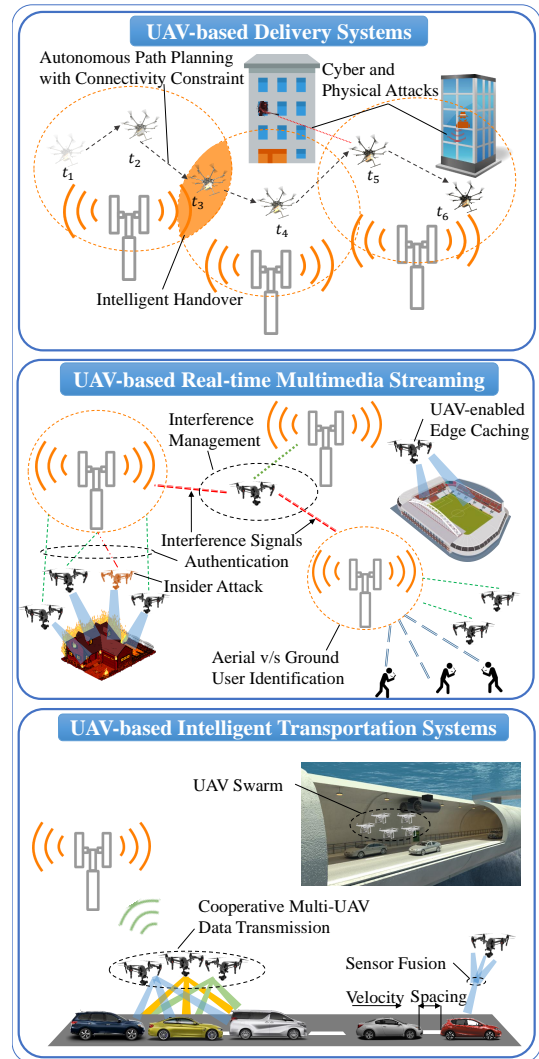 UAV-based Delivery Systems
Autonomous Path Planning
with Connectivity Constraint
Cyber and
Physical Attacks
t₁
t₂
t₃
t₄
t₅
t₆
Intelligent Handover
UAV-based Real-time Multimedia Streaming
Interference
Management
UAV-enabled
Edge Caching
Interference Signals
Authentication
Insider Attack
Aerial v/s Ground
User Identification
UAV-based Intelligent Transportation Systems
UAV Swarm
Cooperative Multi-UAV
Data Transmission
Sensor Fusion
Velocity
Spacing